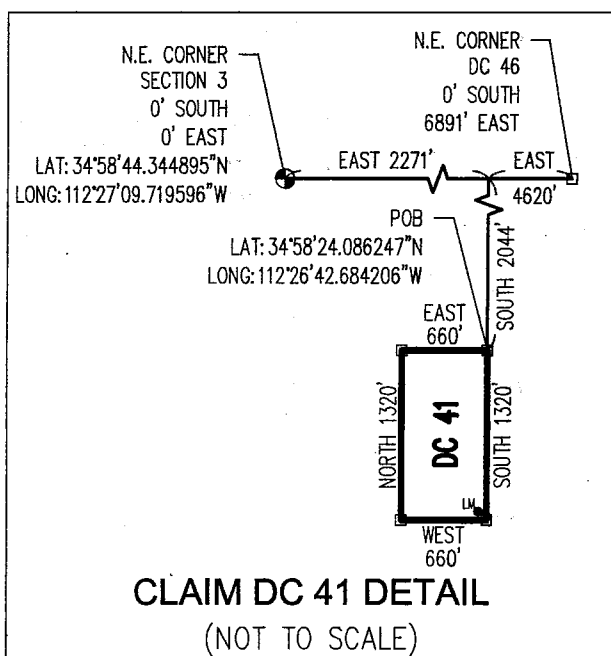 N.E. CORNER
SECTION 3
0' SOUTH
0' EAST
LAT: 34°58'44.344895"N
LONG: 112°27'09.719596"W
N.E. CORNER
DC 46
0' SOUTH
6891' EAST
EAST 2271'
EAST
4620'
POB
LAT: 34°58'24.086247"N
LONG: 112°26'42.684206"W
SOUTH 2044'
EAST
660'
NORTH 1320'
DC 41
SOUTH 1320'
LM
WEST
660'
CLAIM DC 41 DETAIL
(NOT TO SCALE)